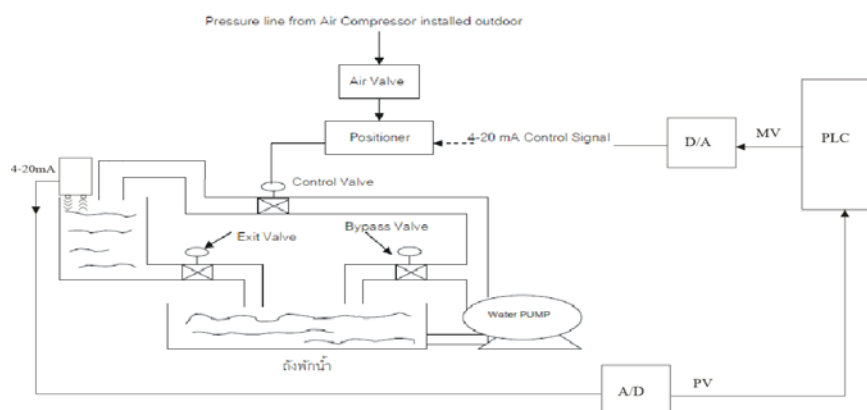 Pressure line from Air Compressor installed outdoor
Air Valve
Positioner
4-20 mA Control Signal
D/A
MV
PLC
4-20mA
Control Valve
Exit Valve
Bypass Valve
Water PUMP
ถังพักน้ำ
A/D
PV